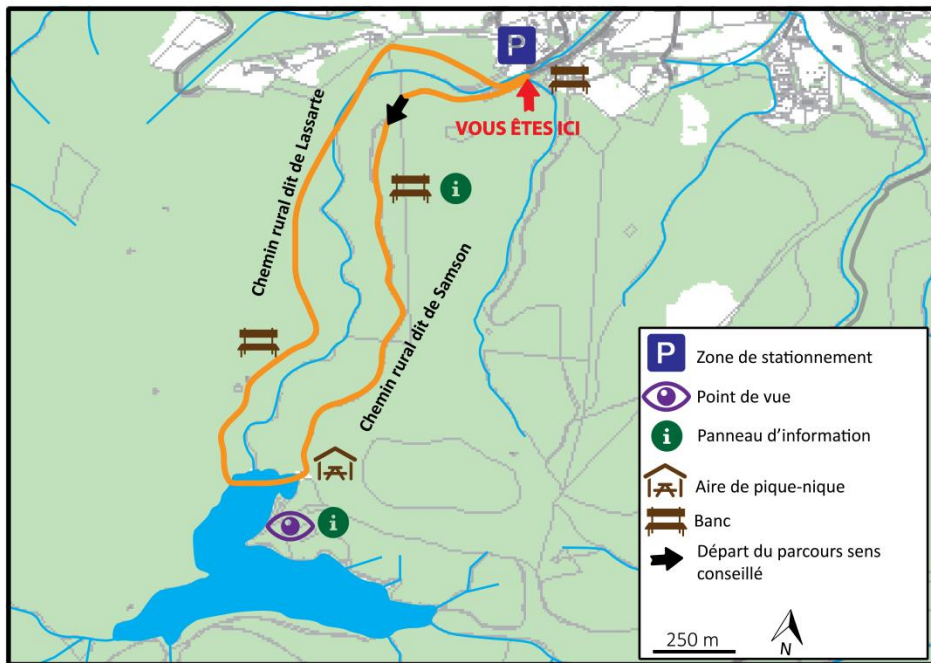 P
VOUS ÊTES ICI
Chemin rural dit de Lassarte
i
Chemin rural dit de Samson
i
P Zone de stationnement
Point de vue
i Panneau d'information
Aire de pique-nique
Banc
Départ du parcours sens
conseillé
250 m
N